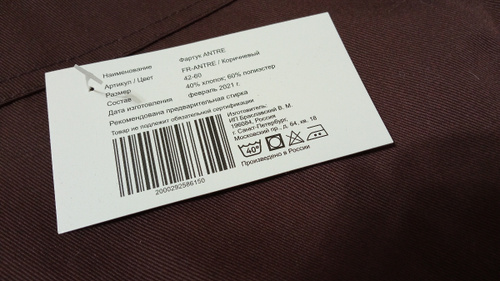 Наименование Фартук ANTRE
Артикул / Цвет FR-ANTRE / Коричневый
Размер 42-60
Состав 40% хлопок, 60% полиэстер
Дата изготовления февраль 2021 г.
Рекомендована предварительная стирка
Товар не подлежит обязательной сертификации.
Изготовитель:
ИП Браславский В. М.
196084, Россия
г. Санкт-Петербург,
Московский пр., д. 64, кв. 18
40°
Произведено в России
2000292586150